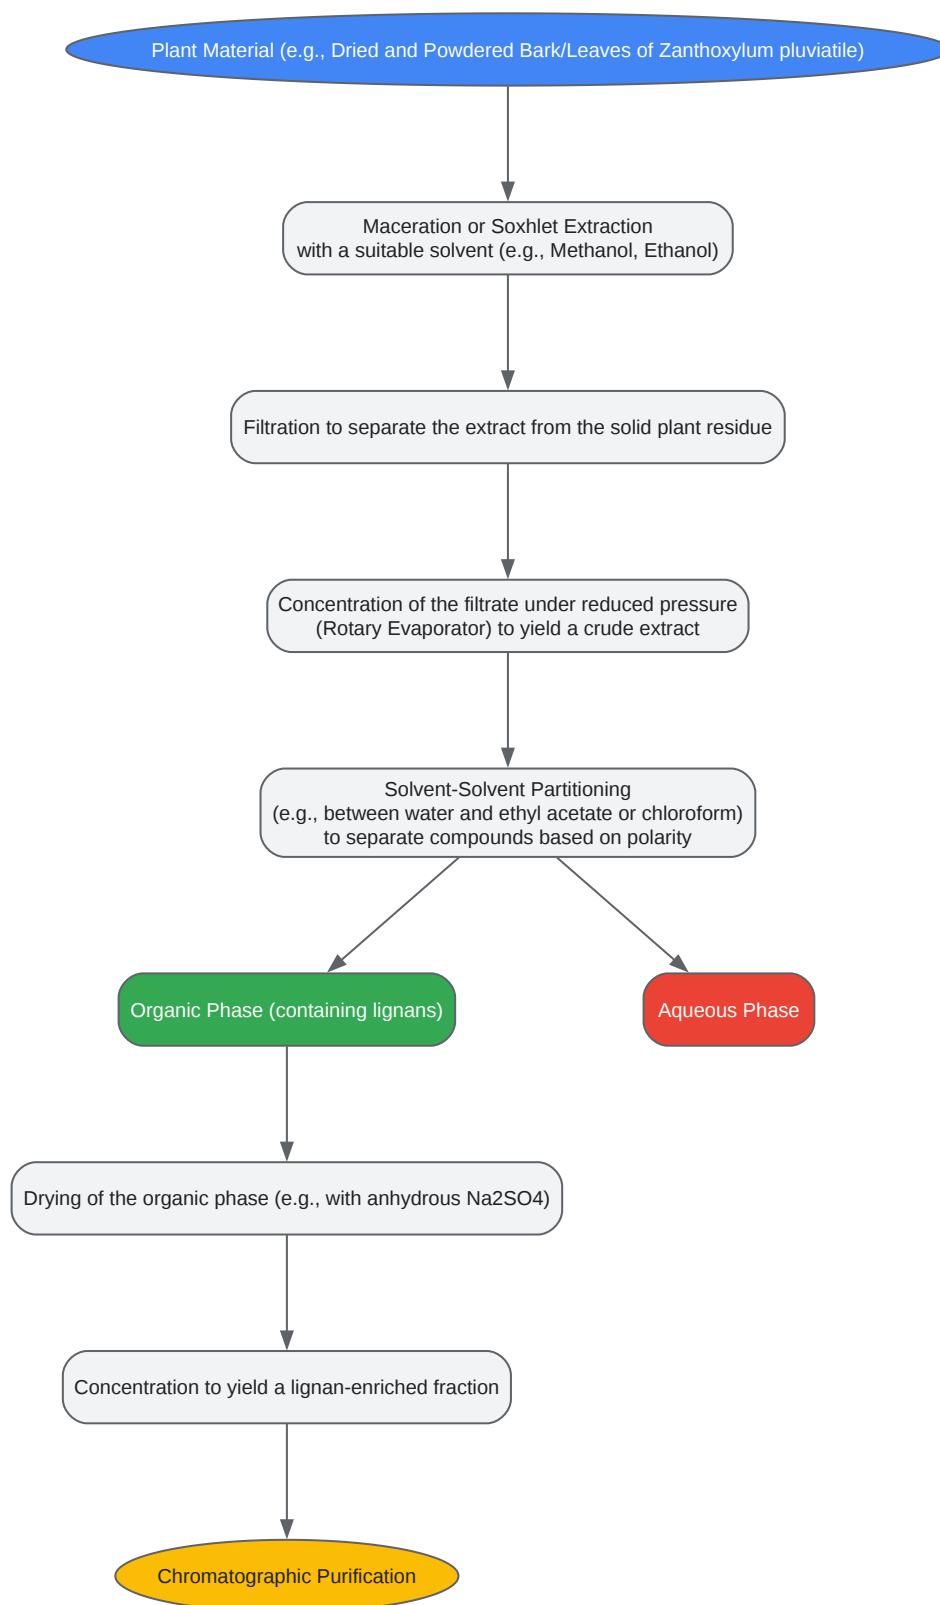 Plant Material (e.g., Dried and Powdered Bark/Leaves of Zanthoxylum pluviatile)
Maceration or Soxhlet Extraction
with a suitable solvent (e.g., Methanol, Ethanol)
Filtration to separate the extract from the solid plant residue
Concentration of the filtrate under reduced pressure
(Rotary Evaporator) to yield a crude extract
Solvent-Solvent Partitioning
(e.g., between water and ethyl acetate or chloroform)
to separate compounds based on polarity
Organic Phase (containing lignans)
Aqueous Phase
Drying of the organic phase (e.g., with anhydrous Na2SO4)
Concentration to yield a lignan-enriched fraction
Chromatographic Purification